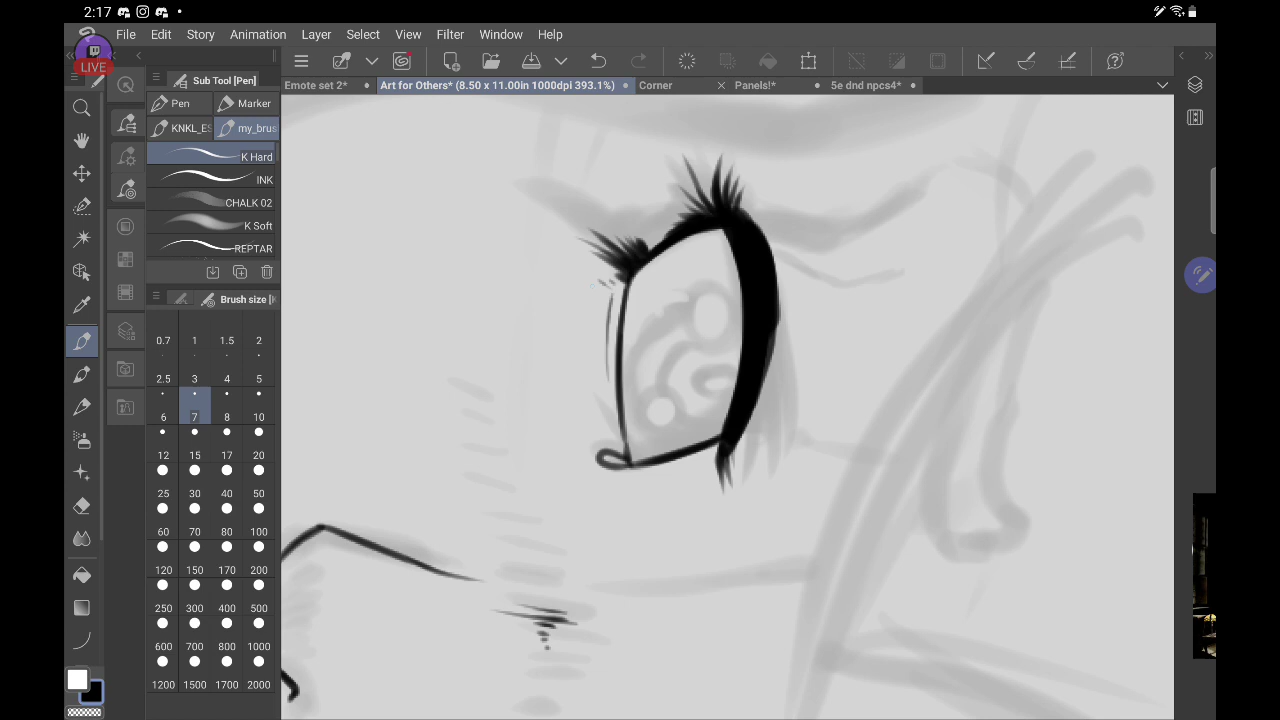 2:17
File Edit Story Animation Layer Select View Filter Window Help
LIVE
Sub Tool [Pen]
Emote set 2* Art for Others* (8.50 x 11.00in 1000dpi 393.1%) Corner Panels!* 5e dnd npcs4*
Pen Marker
KNKL_ES my_brus
K Hard
INK
CHALK 02
K Soft
REPTAR
Brush size [
0.7 1 1.5 2
2.5 3 4 5
6 7 8 10
12 15 17 20
25 30 40 50
60 70 80 100
120 150 170 200
250 300 400 500
600 700 800 1000
1200 1500 1700 2000